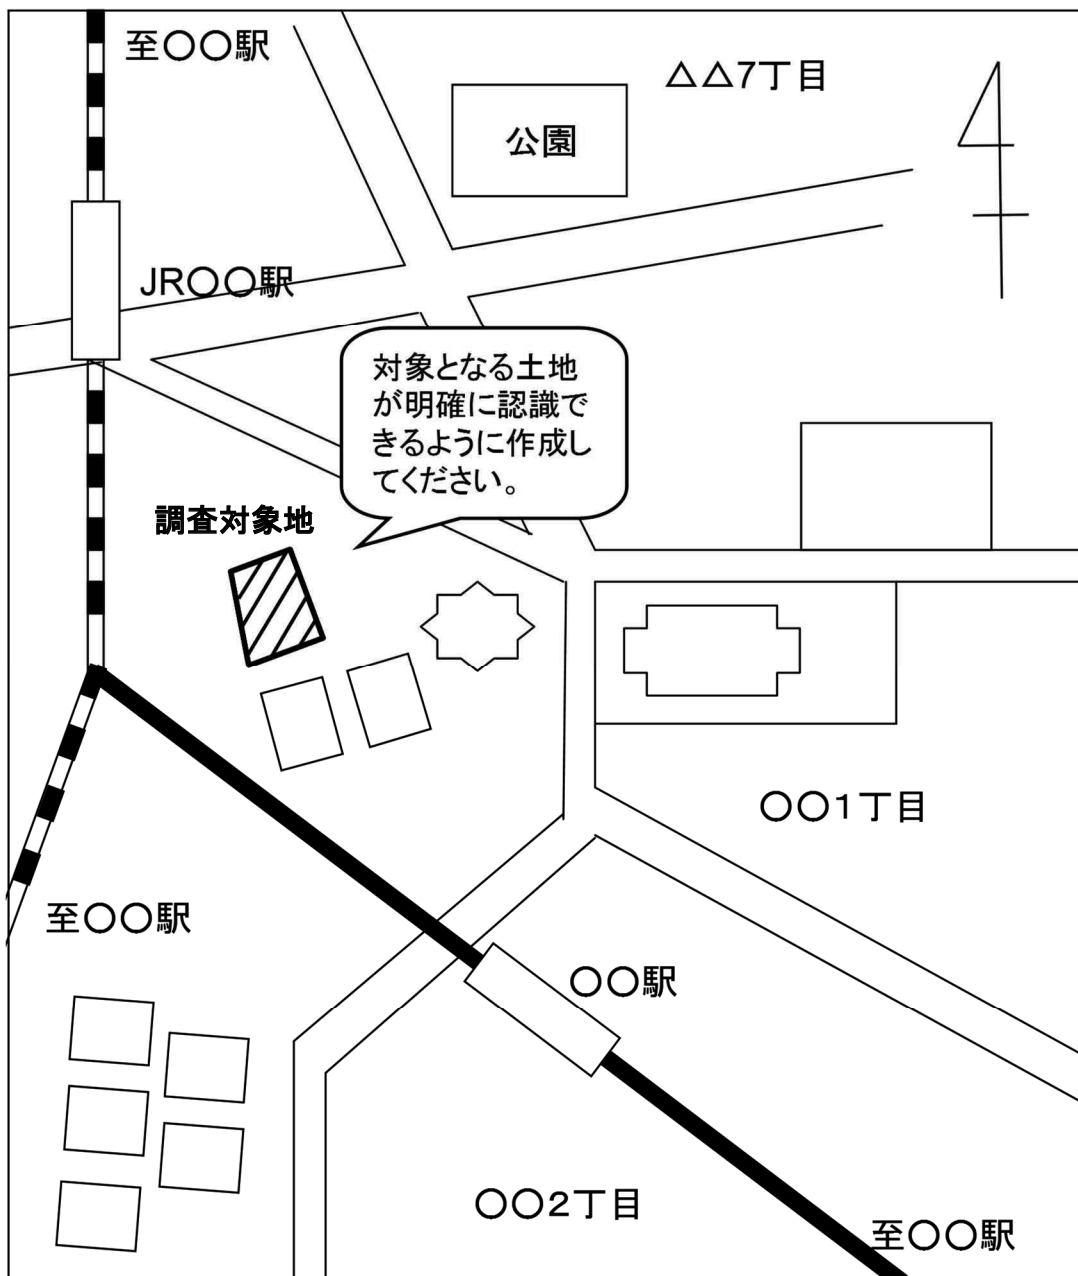 至〇〇駅
△△7丁目
公園
JR〇〇駅
対象となる土地
が明確に認識で
きるように作成し
てください。
調査対象地
〇〇1丁目
至〇〇駅
〇〇駅
〇〇2丁目
至〇〇駅